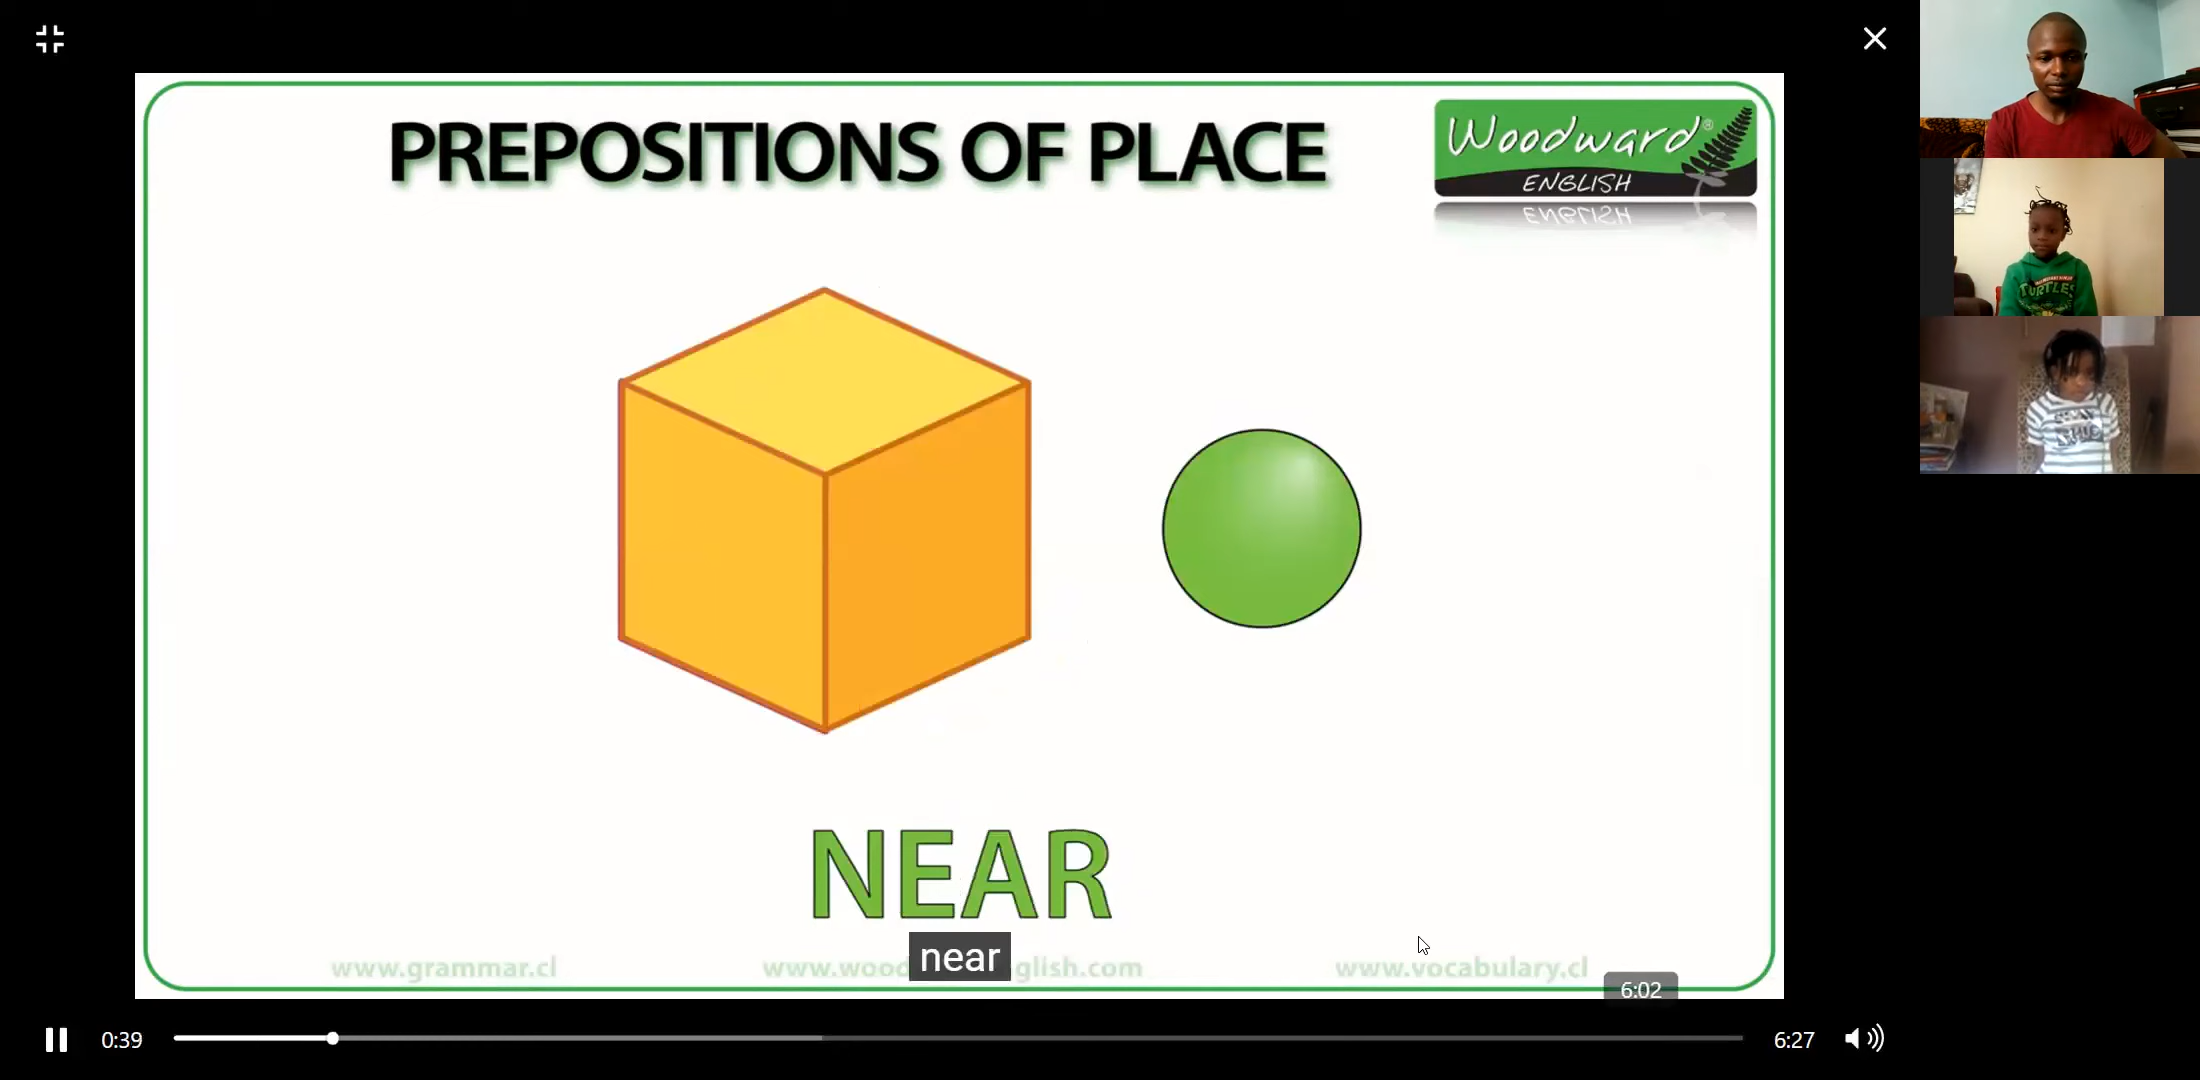 PREPOSITIONS OF PLACE
Woodward®
ENGLISH
NEAR
near
www.grammar.cl
www.vocabulary.cl
6:02
0:39
6:27
TURTLES